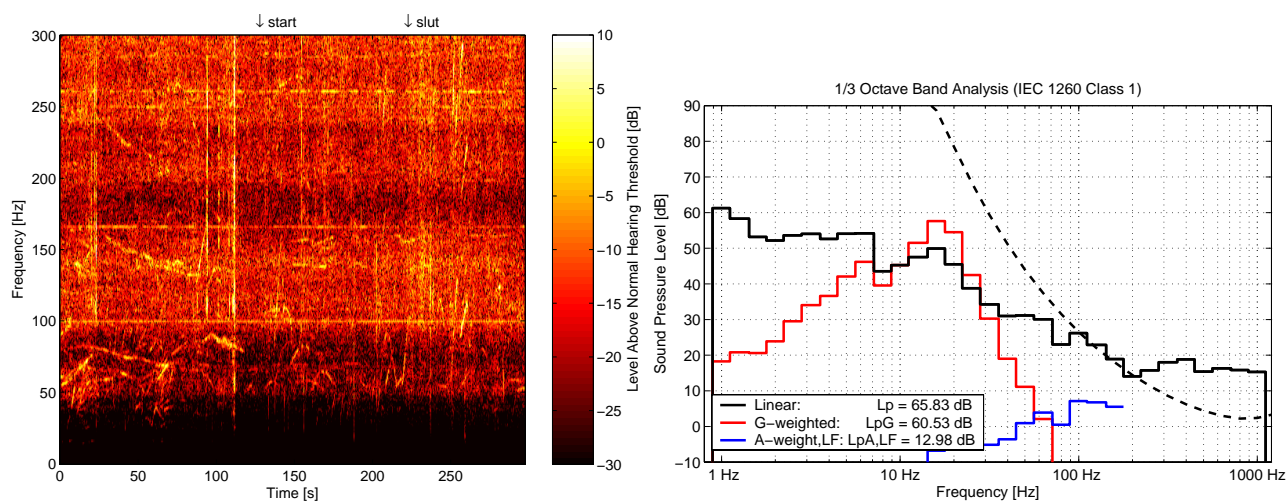 ↓ start ↓ slut
300
250
200
150
100
50
0
Frequency [Hz]
0 50 100 150 200 250
Time [s]
10
5
0
−5
−10
−15
−20
−25
−30
Level Above Normal Hearing Threshold [dB]
1/3 Octave Band Analysis (IEC 1260 Class 1)
90
80
70
60
50
40
30
20
10
0
−10
Sound Pressure Level [dB]
Linear: Lp = 65.83 dB
G−weighted: LpG = 60.53 dB
A−weight,LF: LpA,LF = 12.98 dB
1 Hz 10 Hz 100 Hz 1000 Hz
Frequency [Hz]